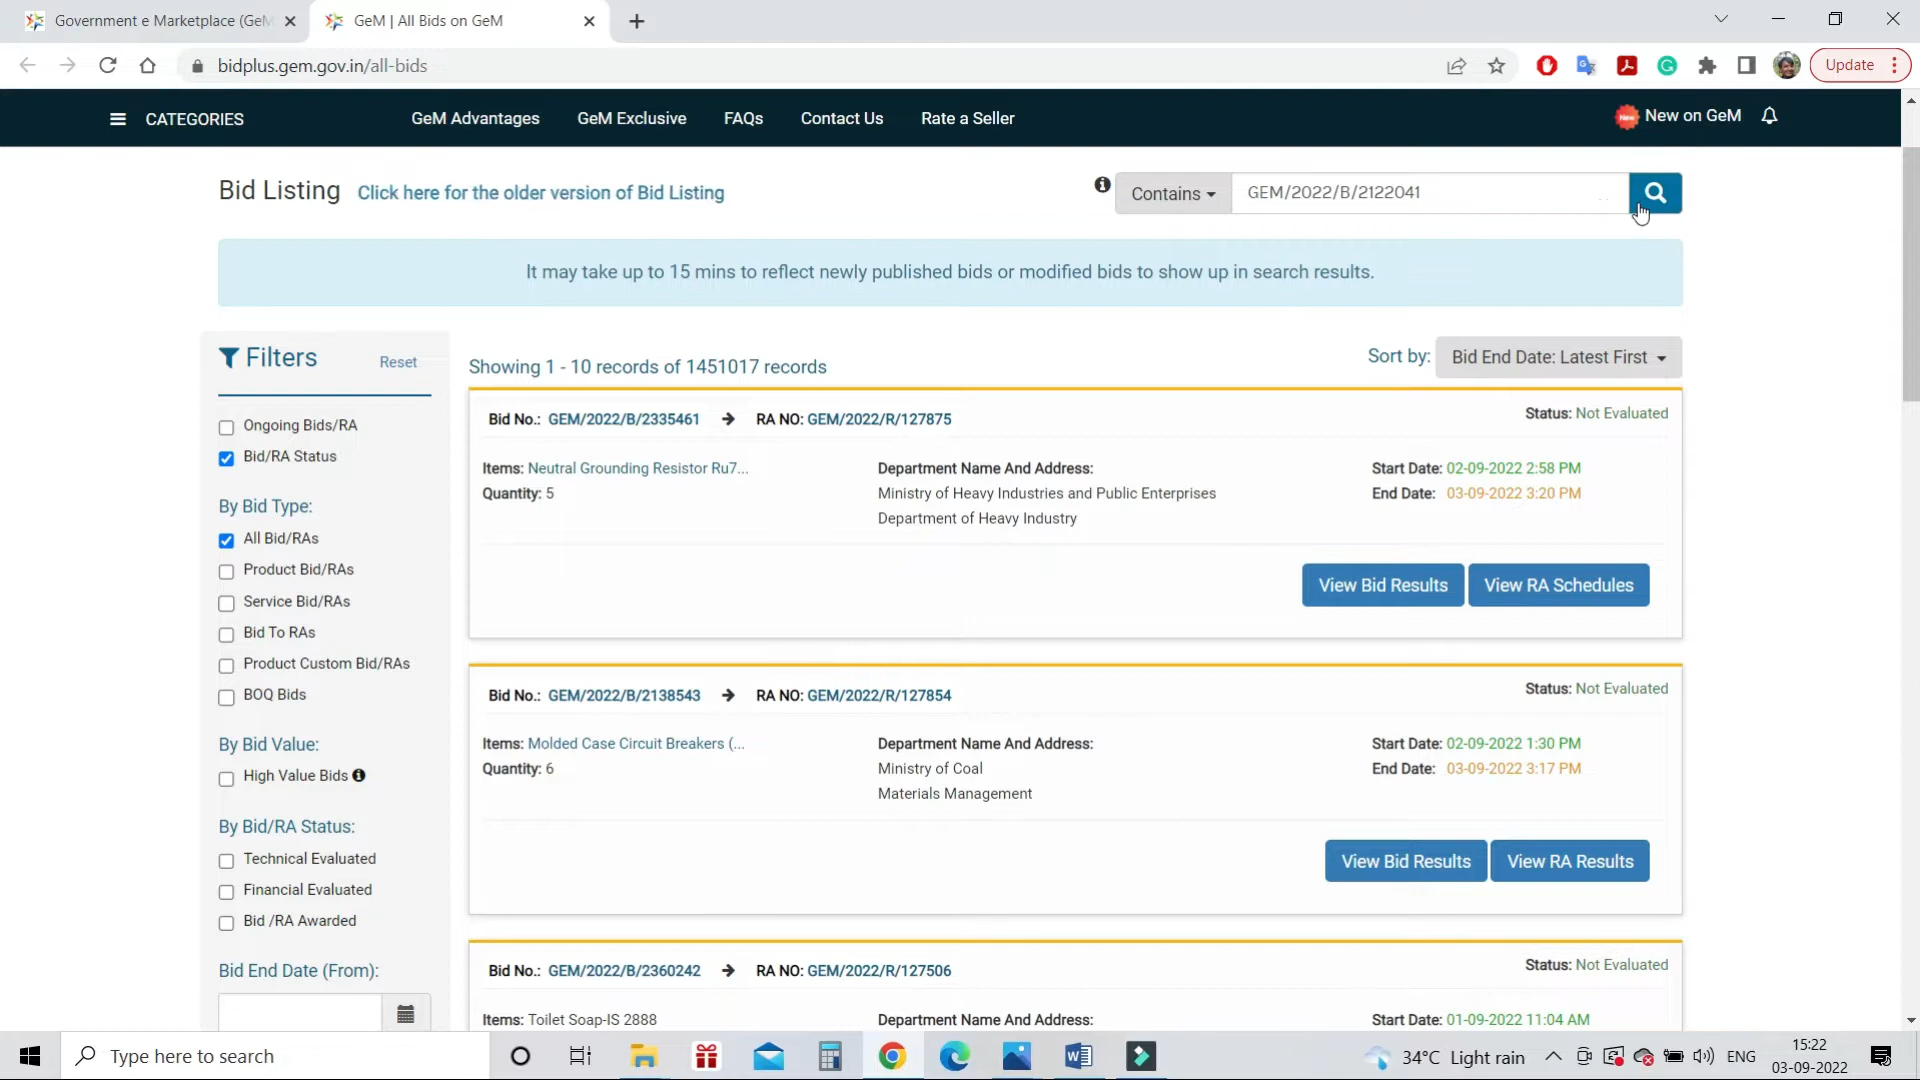 Government e Marketplace (GeM
GeM | All Bids on GeM
bidplus.gem.gov.in/all-bids
Update
CATEGORIES
GeM Advantages
GeM Exclusive
FAQs
Contact Us
Rate a Seller
New
New on GeM
Bid Listing
Click here for the older version of Bid Listing
Contains
GEM/2022/B/2122041
It may take up to 15 mins to reflect newly published bids or modified bids to show up in search results.
Filters
Reset
Ongoing Bids/RA
Bid/RA Status
By Bid Type:
All Bid/RAs
Product Bid/RAs
Service Bid/RAs
Bid To RAs
Product Custom Bid/RAs
BOQ Bids
By Bid Value:
High Value Bids
By Bid/RA Status:
Technical Evaluated
Financial Evaluated
Bid /RA Awarded
Bid End Date (From):
Showing 1 - 10 records of 1451017 records
Sort by: Bid End Date: Latest First
Bid No.: GEM/2022/B/2335461 → RA NO: GEM/2022/R/127875
Status: Not Evaluated
Items: Neutral Grounding Resistor Ru7...
Quantity: 5
Department Name And Address:
Ministry of Heavy Industries and Public Enterprises
Department of Heavy Industry
Start Date: 02-09-2022 2:58 PM
End Date: 03-09-2022 3:20 PM
View Bid Results
View RA Schedules
Bid No.: GEM/2022/B/2138543 → RA NO: GEM/2022/R/127854
Status: Not Evaluated
Items: Molded Case Circuit Breakers (...
Quantity: 6
Department Name And Address:
Ministry of Coal
Materials Management
Start Date: 02-09-2022 1:30 PM
End Date: 03-09-2022 3:17 PM
View Bid Results
View RA Results
Bid No.: GEM/2022/B/2360242 → RA NO: GEM/2022/R/127506
Status: Not Evaluated
Items: Toilet Soap-IS 2888
Department Name And Address:
Start Date: 01-09-2022 11:04 AM
Type here to search
34°C Light rain
ENG
15:22
03-09-2022